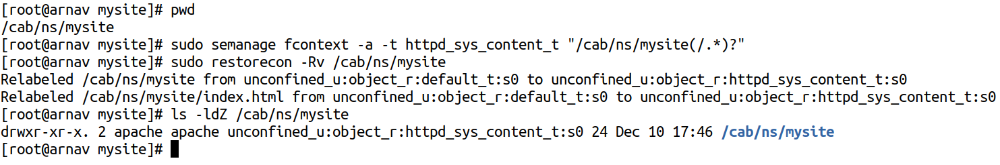 [root@arnav mysite]# pwd
/cab/ns/mysite
[root@arnav mysite]# sudo semanage fcontext -a -t httpd_sys_content_t "/cab/ns/mysite(/.*)?"
[root@arnav mysite]# sudo restorecon -Rv /cab/ns/mysite
Relabeled /cab/ns/mysite from unconfined_u:object_r:default_t:s0 to unconfined_u:object_r:httpd_sys_content_t:s0
Relabeled /cab/ns/mysite/index.html from unconfined_u:object_r:default_t:s0 to unconfined_u:object_r:httpd_sys_content_t:s0
[root@arnav mysite]# ls -ldZ /cab/ns/mysite
drwxr-xr-x. 2 apache apache unconfined_u:object_r:httpd_sys_content_t:s0 24 Dec 10 17:46 /cab/ns/mysite
[root@arnav mysite]#